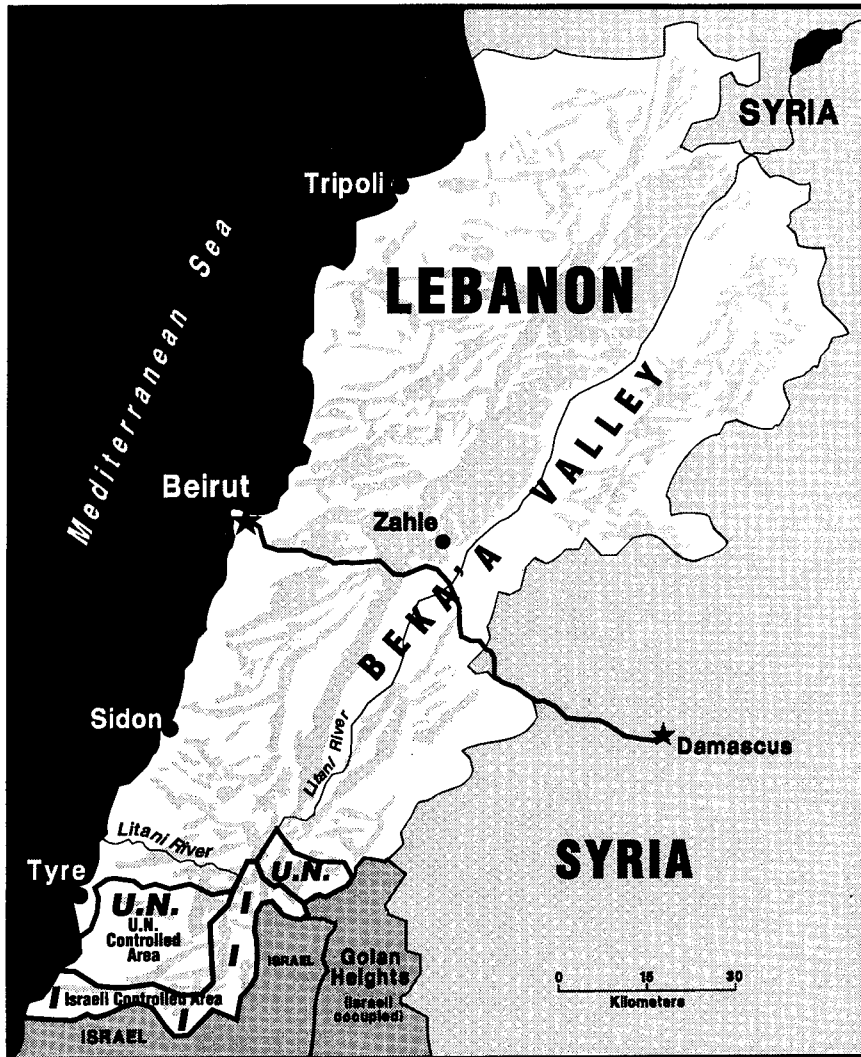 SYRIA
Tripoli
Mediterranean Sea
LEBANON
BEKA'A VALLEY
Beirut
Zahle
Sidon
Litani River
Damascus
Litani River
Tyre
U.N.
SYRIA
U.N.
U.N.
Controlled
Area
I
I
ISRAEL
Golan
Heights
(Israeli
occupied)
0 15 30
Kilometers
I Israeli Controlled Area
I
ISRAEL